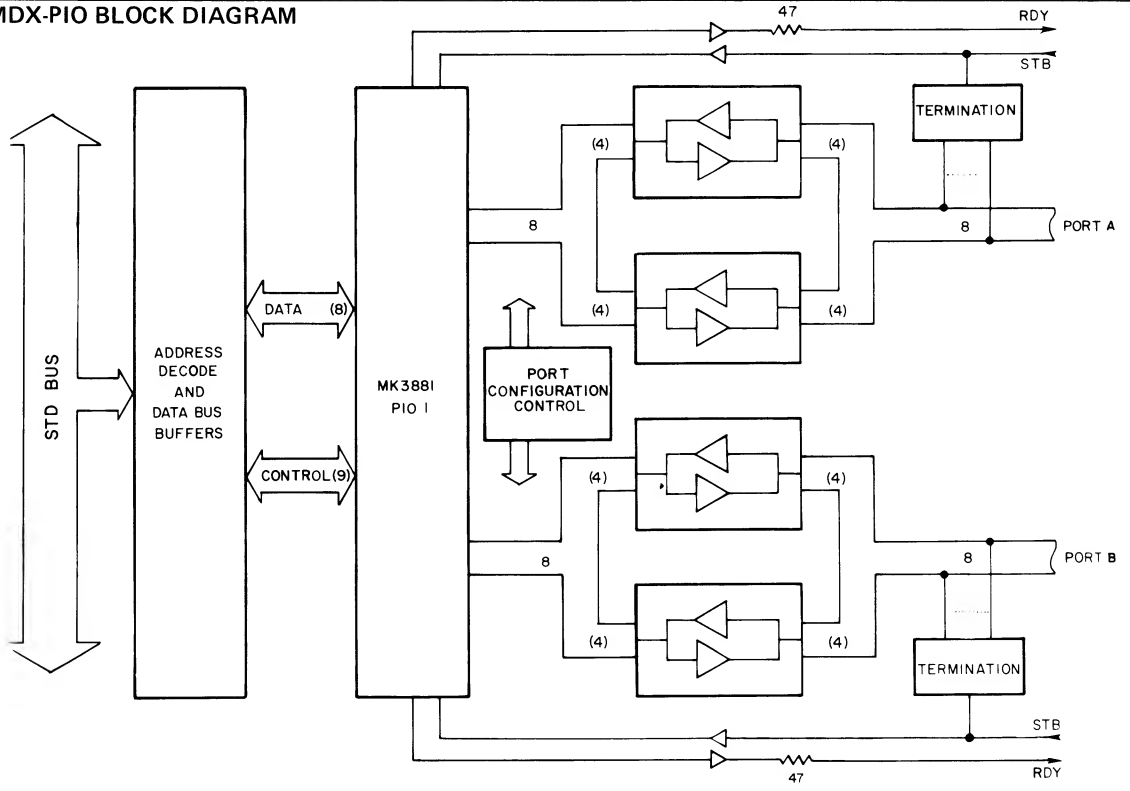 MDX-PIO BLOCK DIAGRAM
47
RDY
STB
TERMINATION
(4)
(4)
8
8
PORT A
(4)
(4)
STD BUS
ADDRESS
DECODE
AND
DATA BUS
BUFFERS
DATA (8)
CONTROL (9)
MK3881
PIO I
PORT
CONFIGURATION
CONTROL
(4)
(4)
8
8
PORT B
(4)
(4)
TERMINATION
STB
47
RDY